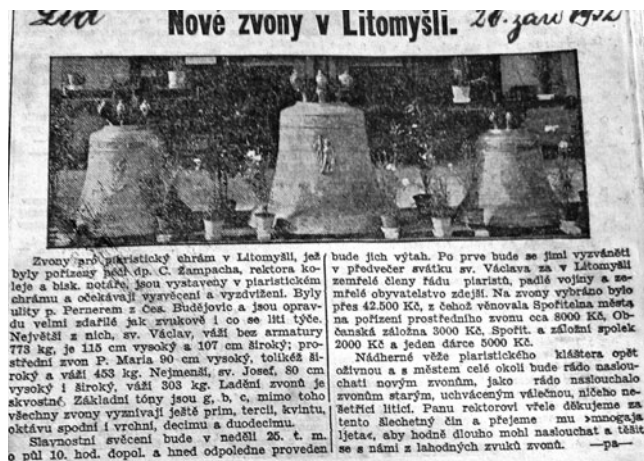 Lid
Nové zvony v Litomyšli.
září 1932
Zvony pro piaristický chrám v Litomyšli, jež
byly pořízeny péčí dp. C. Žampacha, rektora ko-
leje a bisk. notáře, jsou vystaveny v piaristickém
chrámu a očekávají vysvěcení a vyzdvižení. Byly
ulity p. Pernerem z Čes. Budějovic a jsou oprav-
du velmi zdařilé jak zvukově i co se lití týče.
Největší z nich, sv. Václav, váží bez armatury
773 kg, je 115 cm vysoký a 107 cm široký; pro-
střední zvon P. Maria 90 cm vysoký, tolikéž ši-
roký a váží 453 kg. Nejmenší, sv. Josef, 80 cm
vysoký i široký, váží 303 kg. Ladění zvonů je
skvostné. Základní tóny jsou g, b, c, mimo toho
všechny zvony vyznívají ještě prim, tercii, kvintu,
oktávu spodní i vrchní, decimu a duodecimu.
Slavnostní svěcení bude v neděli 25. t. m.
o půl 10. hod. dopol. a hned odpoledne proveden
bude jich výtah. Po prve bude se jimi vyzváněti
v předvečer svátku sv. Václava za v Litomyšli
zemřelé členy řádu piaristů, padlé vojíny a ze-
mřelé obyvatelstvo zdejší. Na zvony vybráno bylo
přes 42.500 Kč, z čehož věnovala Spořitelna města
na pořízení prostředního zvonu cca 8000 Kč, Ob-
čanská záložna 3000 Kč, Spořit. a záložní spolek
2000 Kč a jeden dárce 5000 Kč.
Nádherné věže piaristického kláštera opět
oživnou a s městem celé okolí bude rádo naslou-
chati novým zvonům, jako rádo naslouchalo
zvonům starým, uchváceným válečnou, ničeho ne-
šetřící liticí. Panu rektorovi vřele děkujeme za
tento šlechetný čin a přejeme mu »mnogaja
ljeta«, aby hodně dlouho mohl naslouchat a těšit
se s námi z lahodných zvuků zvonů. —pa—